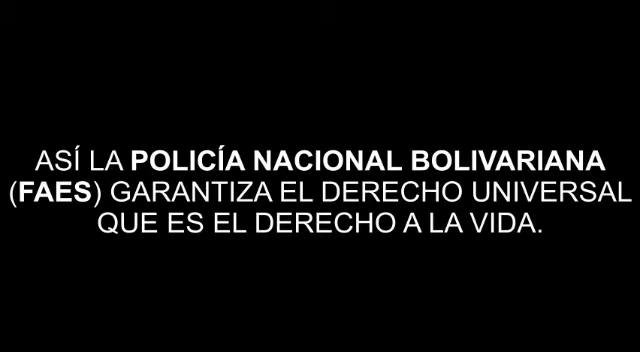 ASÍ LA POLICÍA NACIONAL BOLIVARIANA
(FAES) GARANTIZA EL DERECHO UNIVERSAL
QUE ES EL DERECHO A LA VIDA.